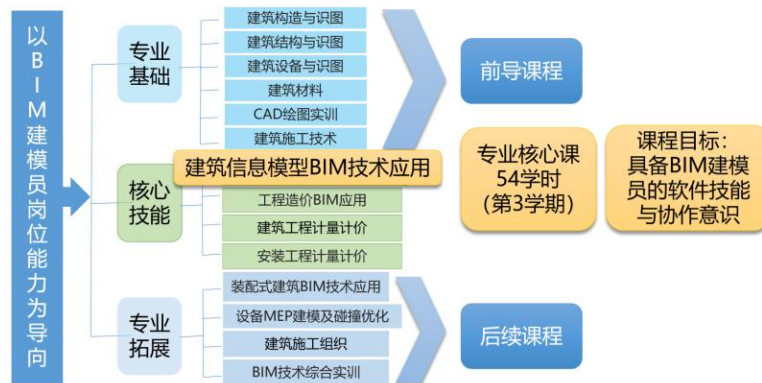 以BIM建模员岗位能力为导向
专业
基础
建筑构造与识图
建筑结构与识图
建筑设备与识图
建筑材料
CAD绘图实训
建筑施工技术
前导课程
核心
技能
建筑信息模型BIM技术应用
工程造价BIM应用
建筑工程计量计价
安装工程计量计价
专业核心课
54学时
（第3学期）
课程目标：
具备BIM建模
员的软件技能
与协作意识
专业
拓展
装配式建筑BIM技术应用
设备MEP建模及碰撞优化
建筑施工组织
BIM技术综合实训
后续课程